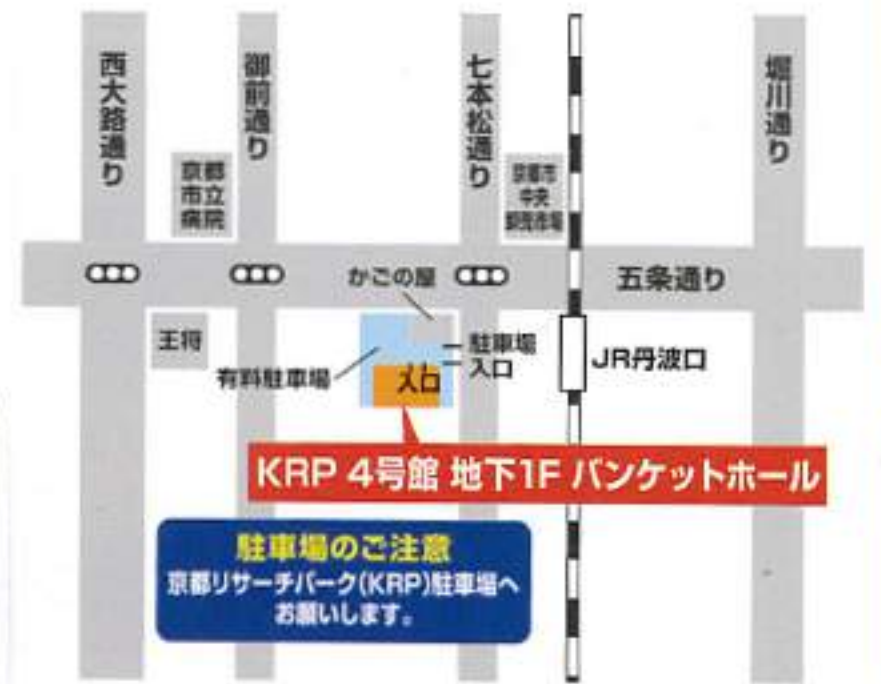 西大路通り
御前通り
七本松通り
堀川通り
京都
市立
病院
京都市
中央
卸売市場
かごの屋
五条通り
王将
有料駐車場
駐車場
入口
入口
JR丹波口
KRP 4号館 地下1F バンケットホール
駐車場のご注意
京都リサーチパーク(KRP)駐車場へ
お願いします。